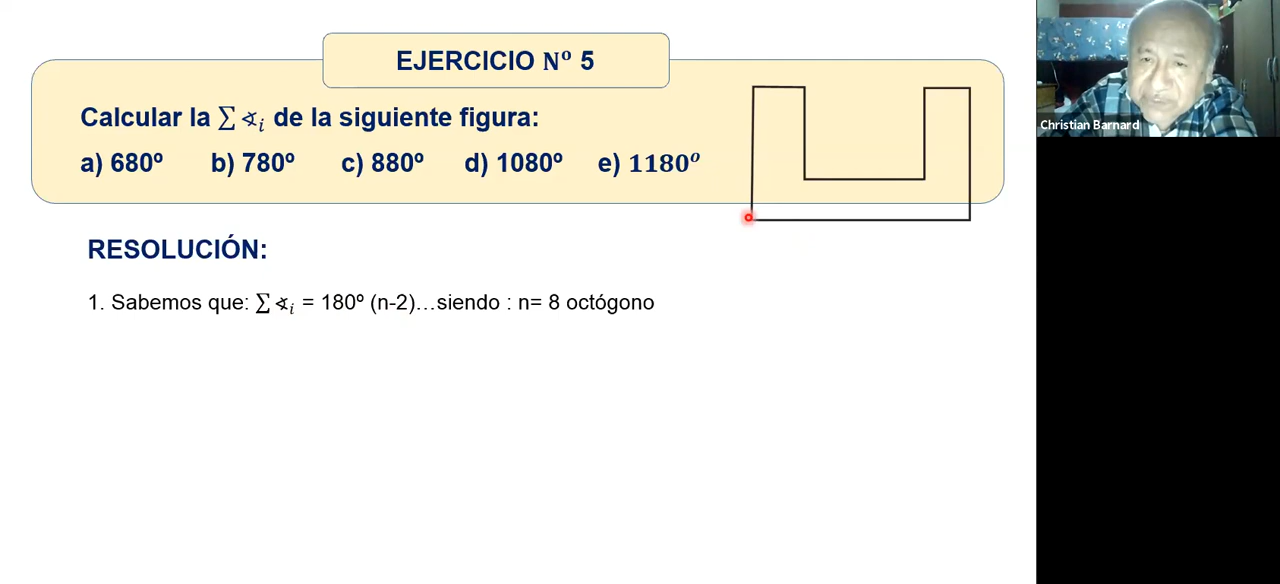 EJERCICIO Nº 5
Calcular la ∑ ∢ᵢ de la siguiente figura:
a) 680º b) 780º c) 880º d) 1080º e) 1180º
Christian Barnard
RESOLUCIÓN:
1. Sabemos que: ∑ ∢ᵢ = 180º (n-2)…siendo : n= 8 octógono